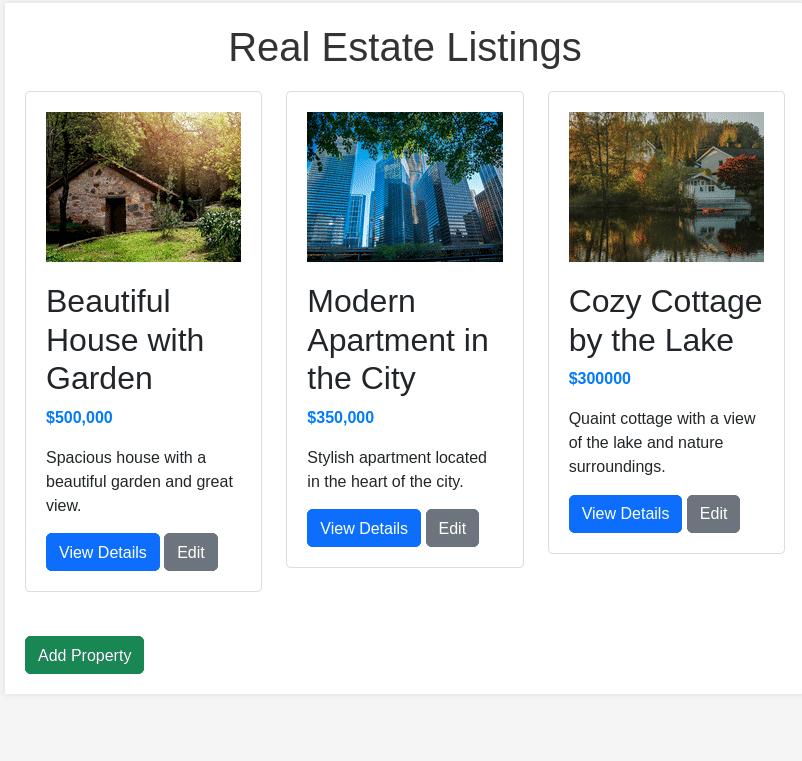 Real Estate Listings
Beautiful
House with
Garden
$500,000
Spacious house with a
beautiful garden and great
view.
View Details
Edit
Modern
Apartment in
the City
$350,000
Stylish apartment located
in the heart of the city.
View Details
Edit
Cozy Cottage
by the Lake
$300000
Quaint cottage with a view
of the lake and nature
surroundings.
View Details
Edit
Add Property